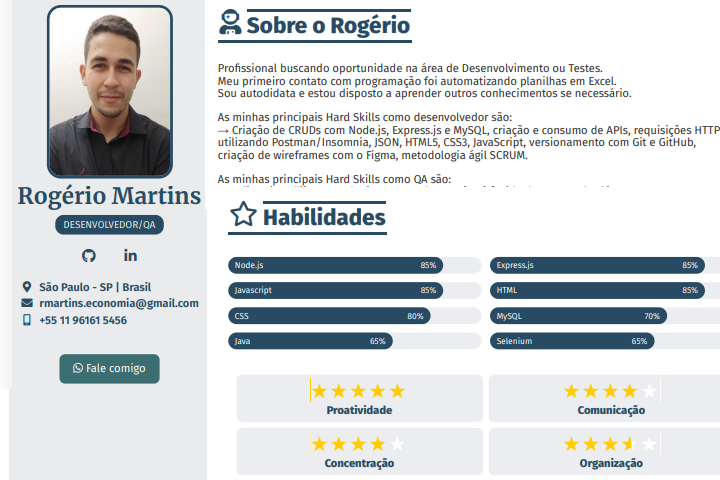 Rogério Martins
DESENVOLVEDOR/QA
São Paulo - SP | Brasil
rmartins.economia@gmail.com
+55 11 96161 5456
Fale comigo
Sobre o Rogério
Profissional buscando oportunidade na área de Desenvolvimento ou Testes.
Meu primeiro contato com programação foi automatizando planilhas em Excel.
Sou autodidata e estou disposto a aprender outros conhecimentos se necessário.
As minhas principais Hard Skills como desenvolvedor são:
→ Criação de CRUDs com Node.js, Express.js e MySQL, criação e consumo de APIs, requisições HTTP
utilizando Postman/Insomnia, JSON, HTML5, CSS3, JavaScript, versionamento com Git e GitHub,
criação de wireframes com o Figma, metodologia ágil SCRUM.
As minhas principais Hard Skills como QA são:
Habilidades
Node.js 85%
Express.js 85%
Javascript 85%
HTML 85%
CSS 80%
MySQL 70%
Java 65%
Selenium 65%
Proatividade
Comunicação
Concentração
Organização